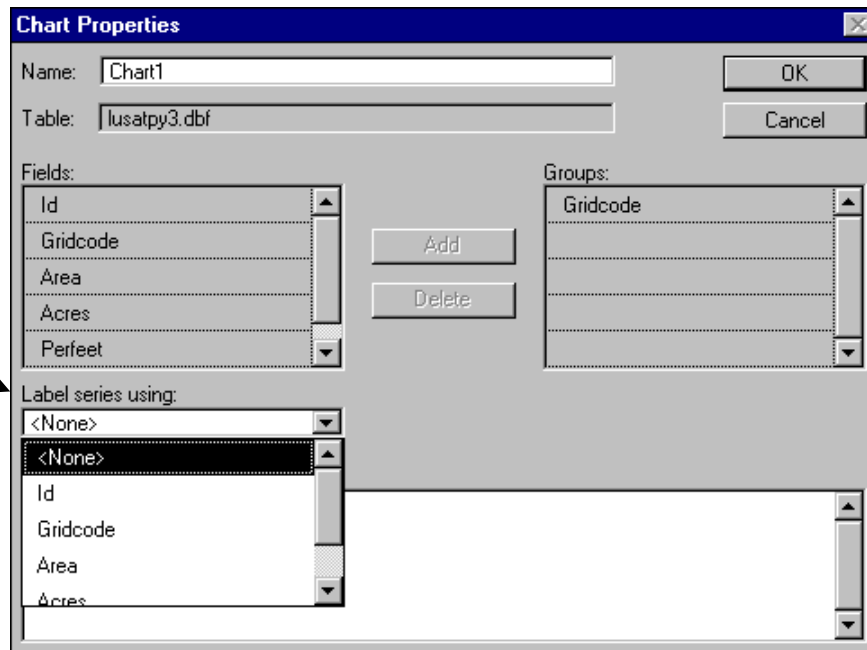 Chart Properties
Name: Chart1
OK
Table: lusatpy3.dbf
Cancel
Fields:
Id
Gridcode
Area
Acres
Perfeet
Add
Delete
Groups:
Gridcode
Label series using:
<None>
<None>
Id
Gridcode
Area
Acres